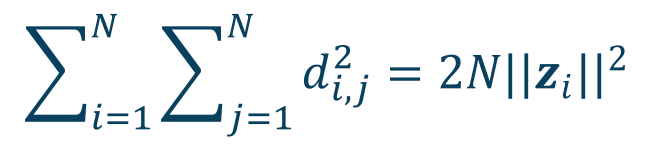 ∑_{i=1}^{N} ∑_{j=1}^{N} d_{i,j}^{2} = 2N||z_i||^2